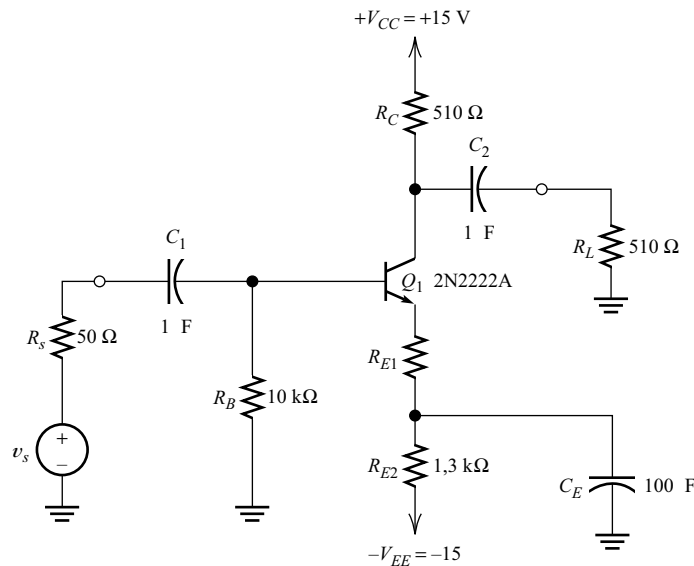 +V_CC = +15 V
R_C 510 Ω
C_2
1 F
R_L 510 Ω
C_1
1 F
Q_1 2N2222A
R_s 50 Ω
R_E1
R_B 10 kΩ
v_s
+
–
R_E2 1,3 kΩ
C_E 100 F
–V_EE = –15